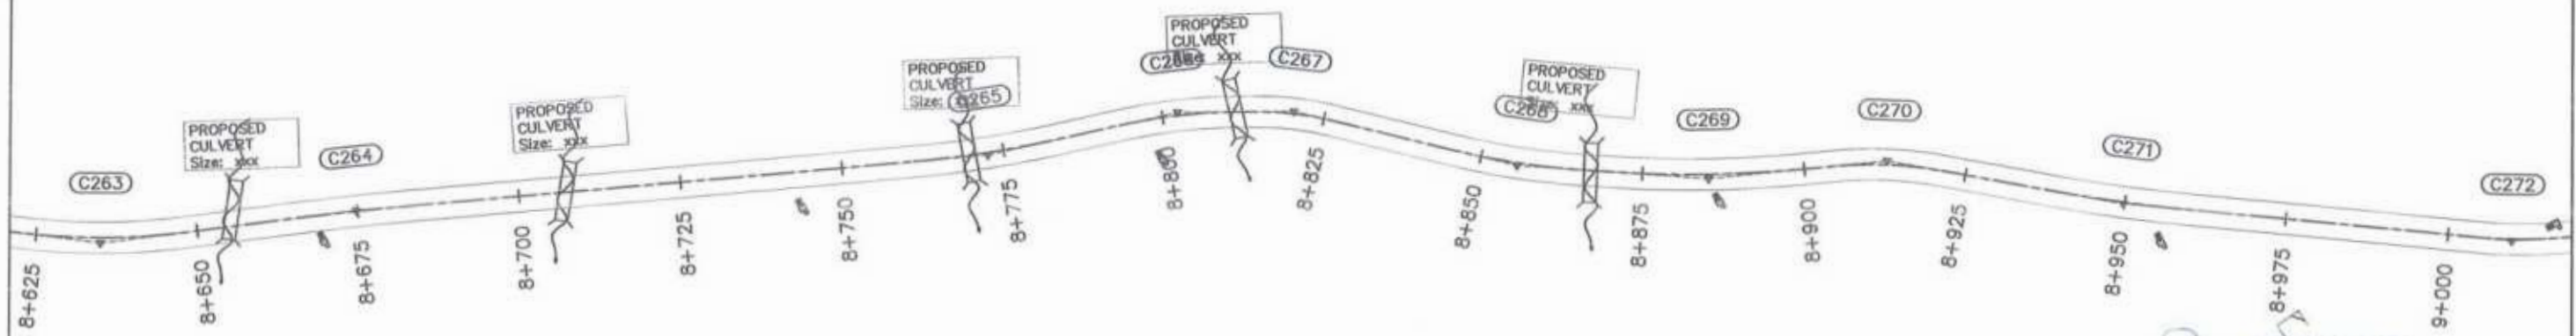 PROPOSED
CULVERT
Size: xxx
C263
C264
PROPOSED
CULVERT
Size: xxx
PROPOSED
CULVERT
Size:
C265
PROPOSED
CULVERT
xxx
C267
PROPOSED
CULVERT
xxx
C269
C270
C271
C272
8+625
8+650
8+675
8+700
8+725
8+750
8+775
8+800
8+825
8+850
8+875
8+900
8+925
8+950
8+975
9+000